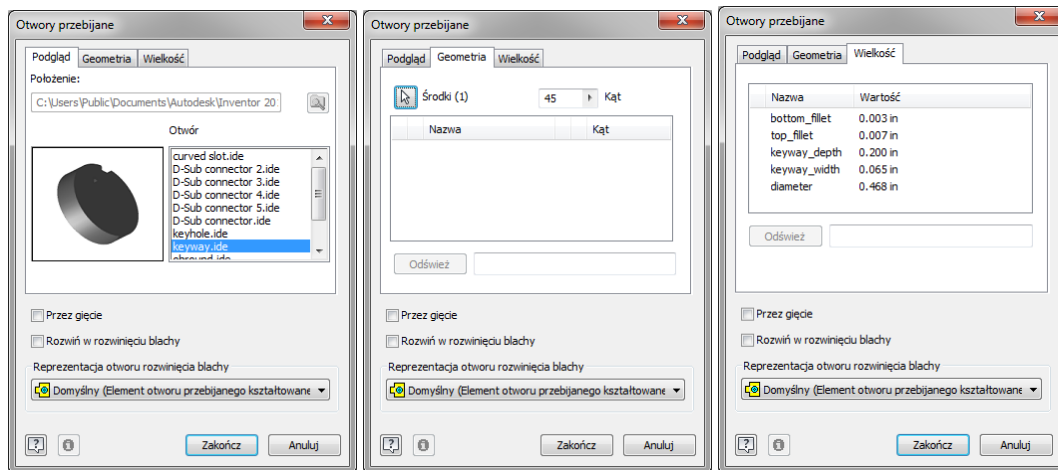 Otwory przebijane
Podgląd Geometria Wielkość
Położenie:
C:\Users\Public\Documents\Autodesk\Inventor 20
Otwór
curved slot.ide
D-Sub connector 2.ide
D-Sub connector 3.ide
D-Sub connector 4.ide
D-Sub connector 5.ide
D-Sub connector.ide
keyhole.ide
keyway.ide
Przez gięcie
Rozwiń w rozwinięciu blachy
Reprezentacja otworu rozwinięcia blachy
Domyślny (Element otworu przebijanego kształtowane
Zakończ Anuluj
Otwory przebijane
Podgląd Geometria Wielkość
Środki (1) 45 Kąt
Nazwa Kąt
Odśwież
Przez gięcie
Rozwiń w rozwinięciu blachy
Reprezentacja otworu rozwinięcia blachy
Domyślny (Element otworu przebijanego kształtowane
Zakończ Anuluj
Otwory przebijane
Podgląd Geometria Wielkość
Nazwa Wartość
bottom_fillet 0.003 in
top_fillet 0.007 in
keyway_depth 0.200 in
keyway_width 0.065 in
diameter 0.468 in
Odśwież
Przez gięcie
Rozwiń w rozwinięciu blachy
Reprezentacja otworu rozwinięcia blachy
Domyślny (Element otworu przebijanego kształtowane
Zakończ Anuluj